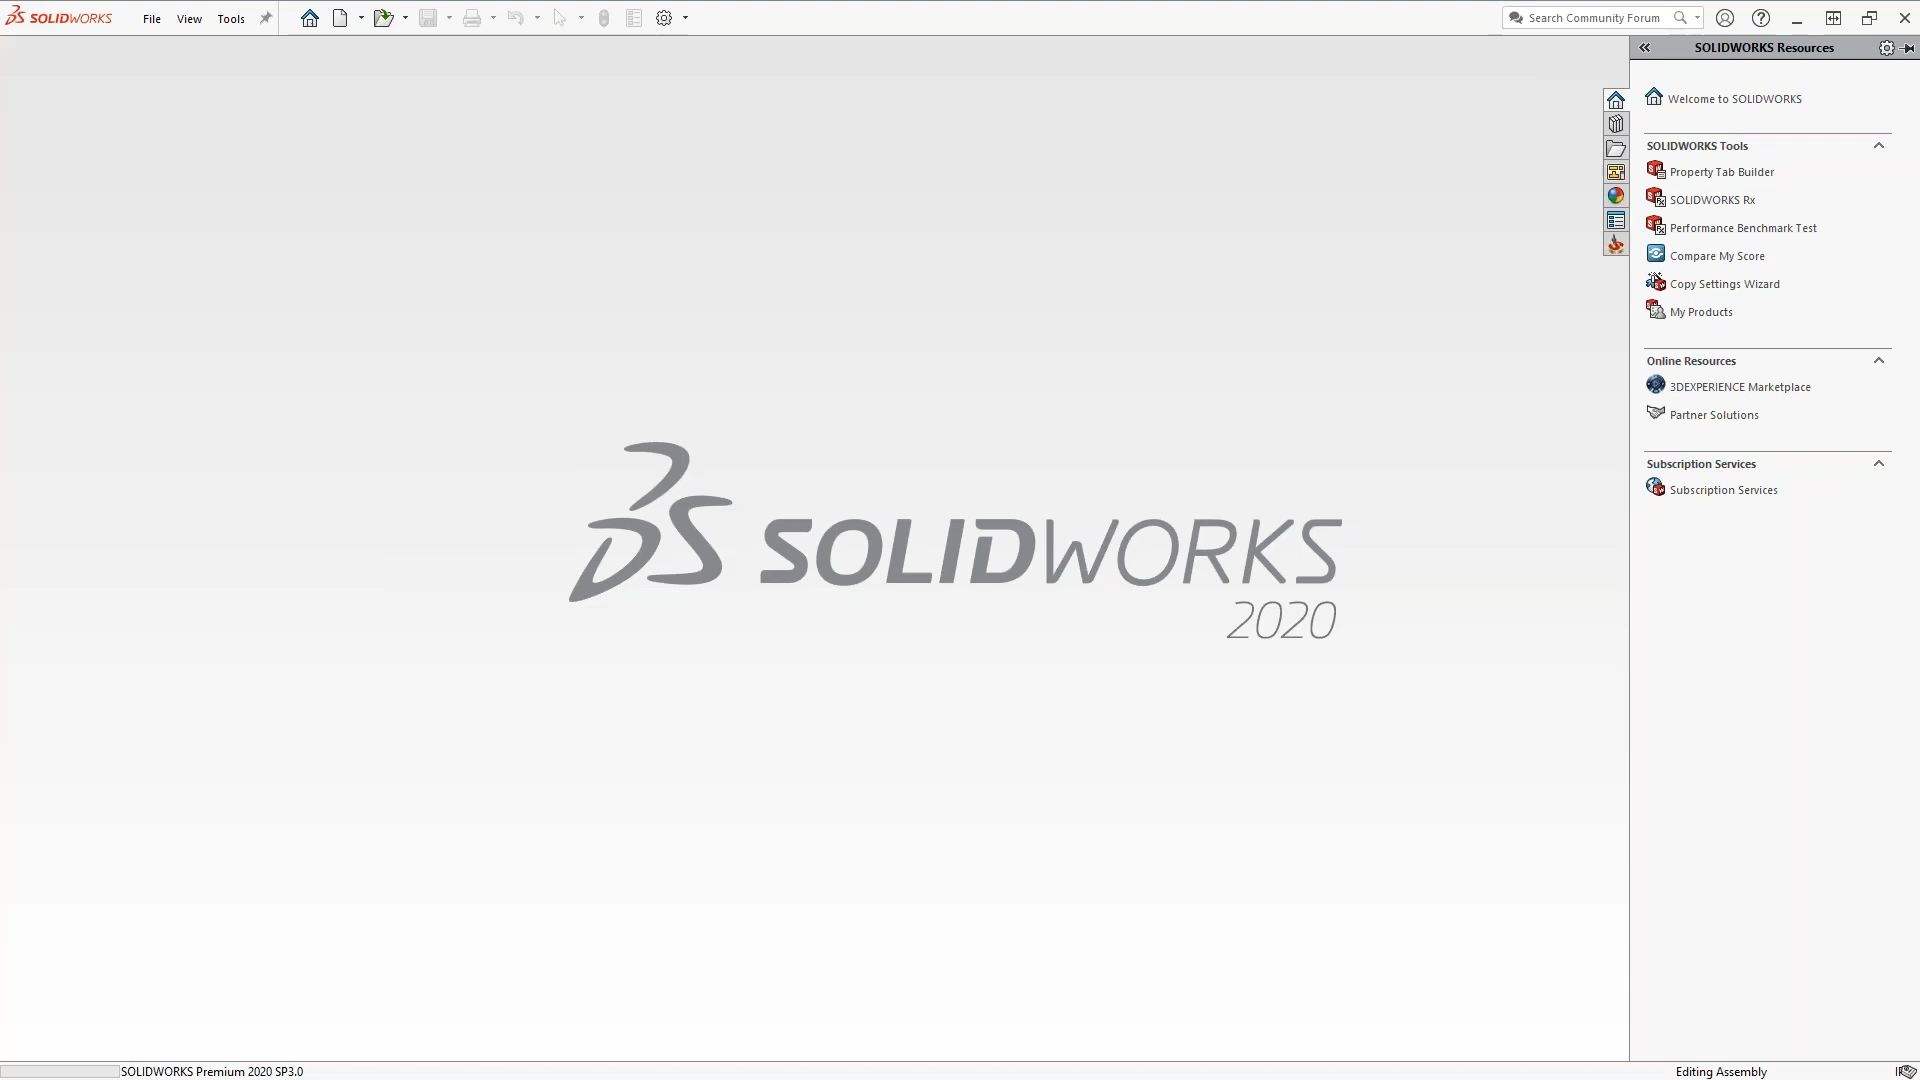 SOLIDWORKS File View Tools Search Community Forum
SOLIDWORKS Resources
Welcome to SOLIDWORKS
SOLIDWORKS Tools
Property Tab Builder
SOLIDWORKS Rx
Performance Benchmark Test
Compare My Score
Copy Settings Wizard
My Products
Online Resources
3DEXPERIENCE Marketplace
Partner Solutions
Subscription Services
Subscription Services
SOLIDWORKS
2020
SOLIDWORKS Premium 2020 SP3.0 Editing Assembly